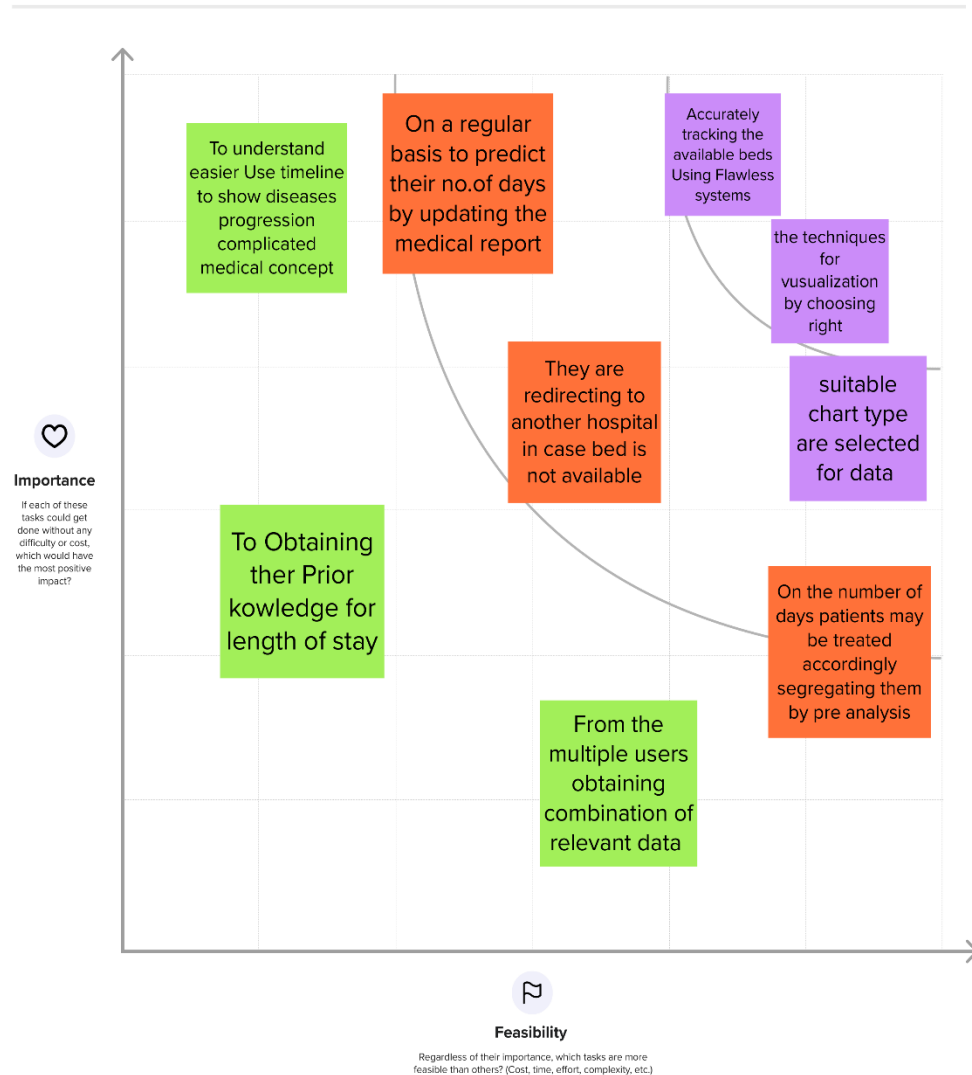 To understand
easier Use timeline
to show diseases
progression
complicated
medical concept
On a regular
basis to predict
their no.of days
by updating the
medical report
Accurately
tracking the
available beds
Using Flawless
systems
the techniques
for
vusualization
by choosing
right
They are
redirecting to
another hospital
in case bed is
not available
suitable
chart type
are selected
for data
Importance
If each of these
tasks could get
done without any
difficulty or cost,
which would have
the most positive
impact?
To Obtaining
ther Prior
kowledge for
length of stay
On the number of
days patients may
be treated
accordingly
segregating them
by pre analysis
From the
multiple users
obtaining
combination of
relevant data
Feasibility
Regardless of their importance, which tasks are more
feasible than others? (Cost, time, effort, complexity, etc.)